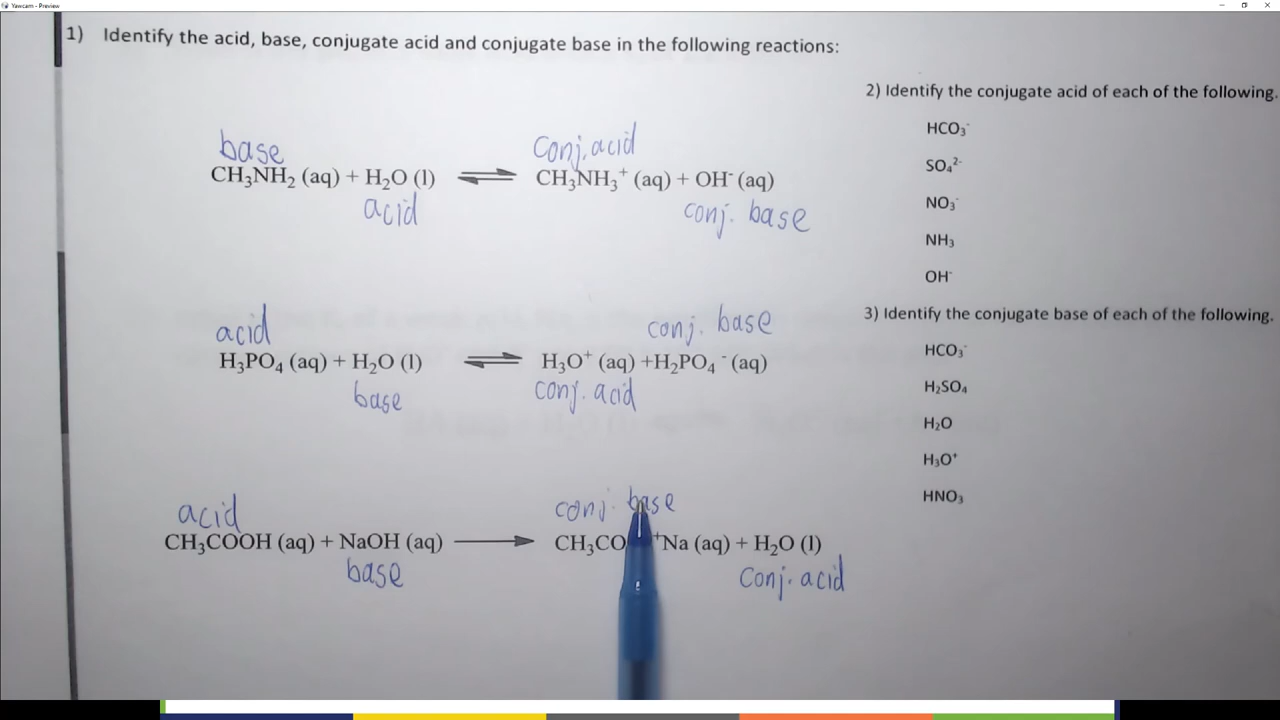 Yawcam - Preview
1) Identify the acid, base, conjugate acid and conjugate base in the following reactions:
base
conj. acid
CH₃NH₂ (aq) + H₂O (l) ⇌ CH₃NH₃⁺ (aq) + OH⁻ (aq)
acid
conj. base
acid
conj. base
H₃PO₄ (aq) + H₂O (l) ⇌ H₃O⁺ (aq) +H₂PO₄ ⁻ (aq)
base
conj. acid
acid
conj. base
CH₃COOH (aq) + NaOH (aq) ⟶ CH₃CO ⁺Na (aq) + H₂O (l)
base
conj. acid
2) Identify the conjugate acid of each of the following.
HCO₃⁻
SO₄²⁻
NO₃⁻
NH₃
OH⁻
3) Identify the conjugate base of each of the following.
HCO₃⁻
H₂SO₄
H₂O
H₃O⁺
HNO₃